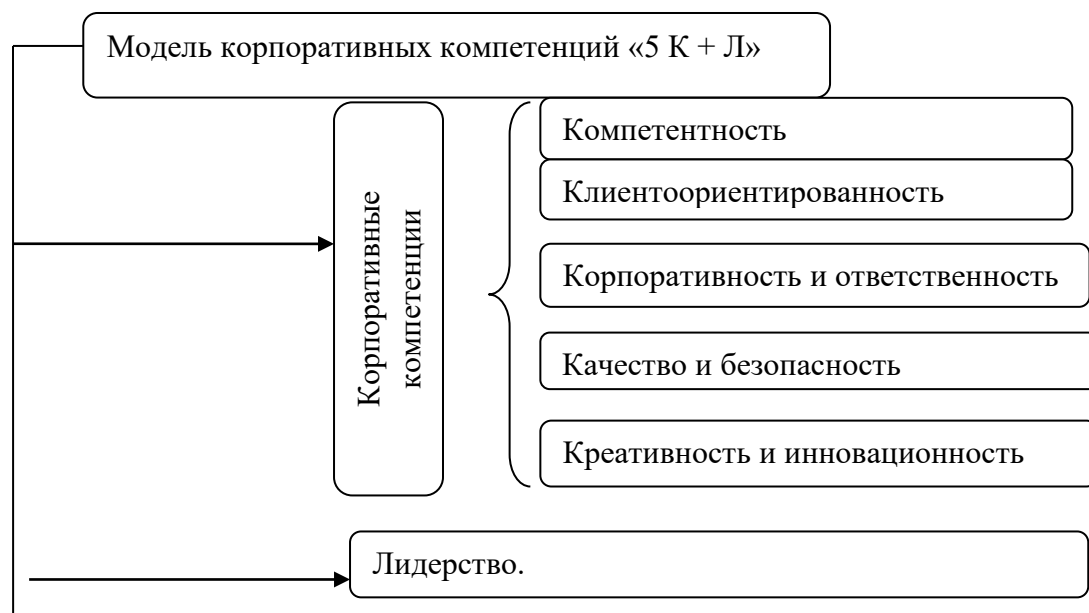 Модель корпоративных компетенций «5 К + Л»
Корпоративные
компетенции
Компетентность
Клиентоориентированность
Корпоративность и ответственность
Качество и безопасность
Креативность и инновационность
Лидерство.